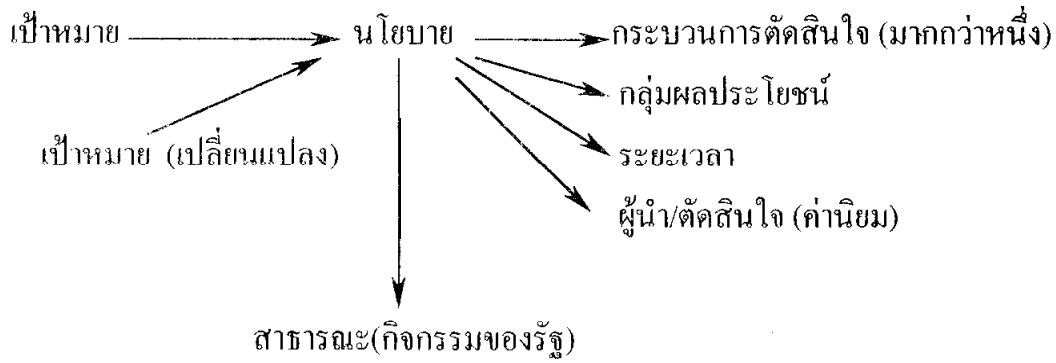 เป้าหมาย นโยบาย กระบวนการตัดสินใจ (มากกว่าหนึ่ง)
กลุ่มผลประโยชน์
เป้าหมาย (เปลี่ยนแปลง) ระยะเวลา
ผู้นำ/ตัดสินใจ (ค่านิยม)
สาธารณะ(กิจกรรมของรัฐ)